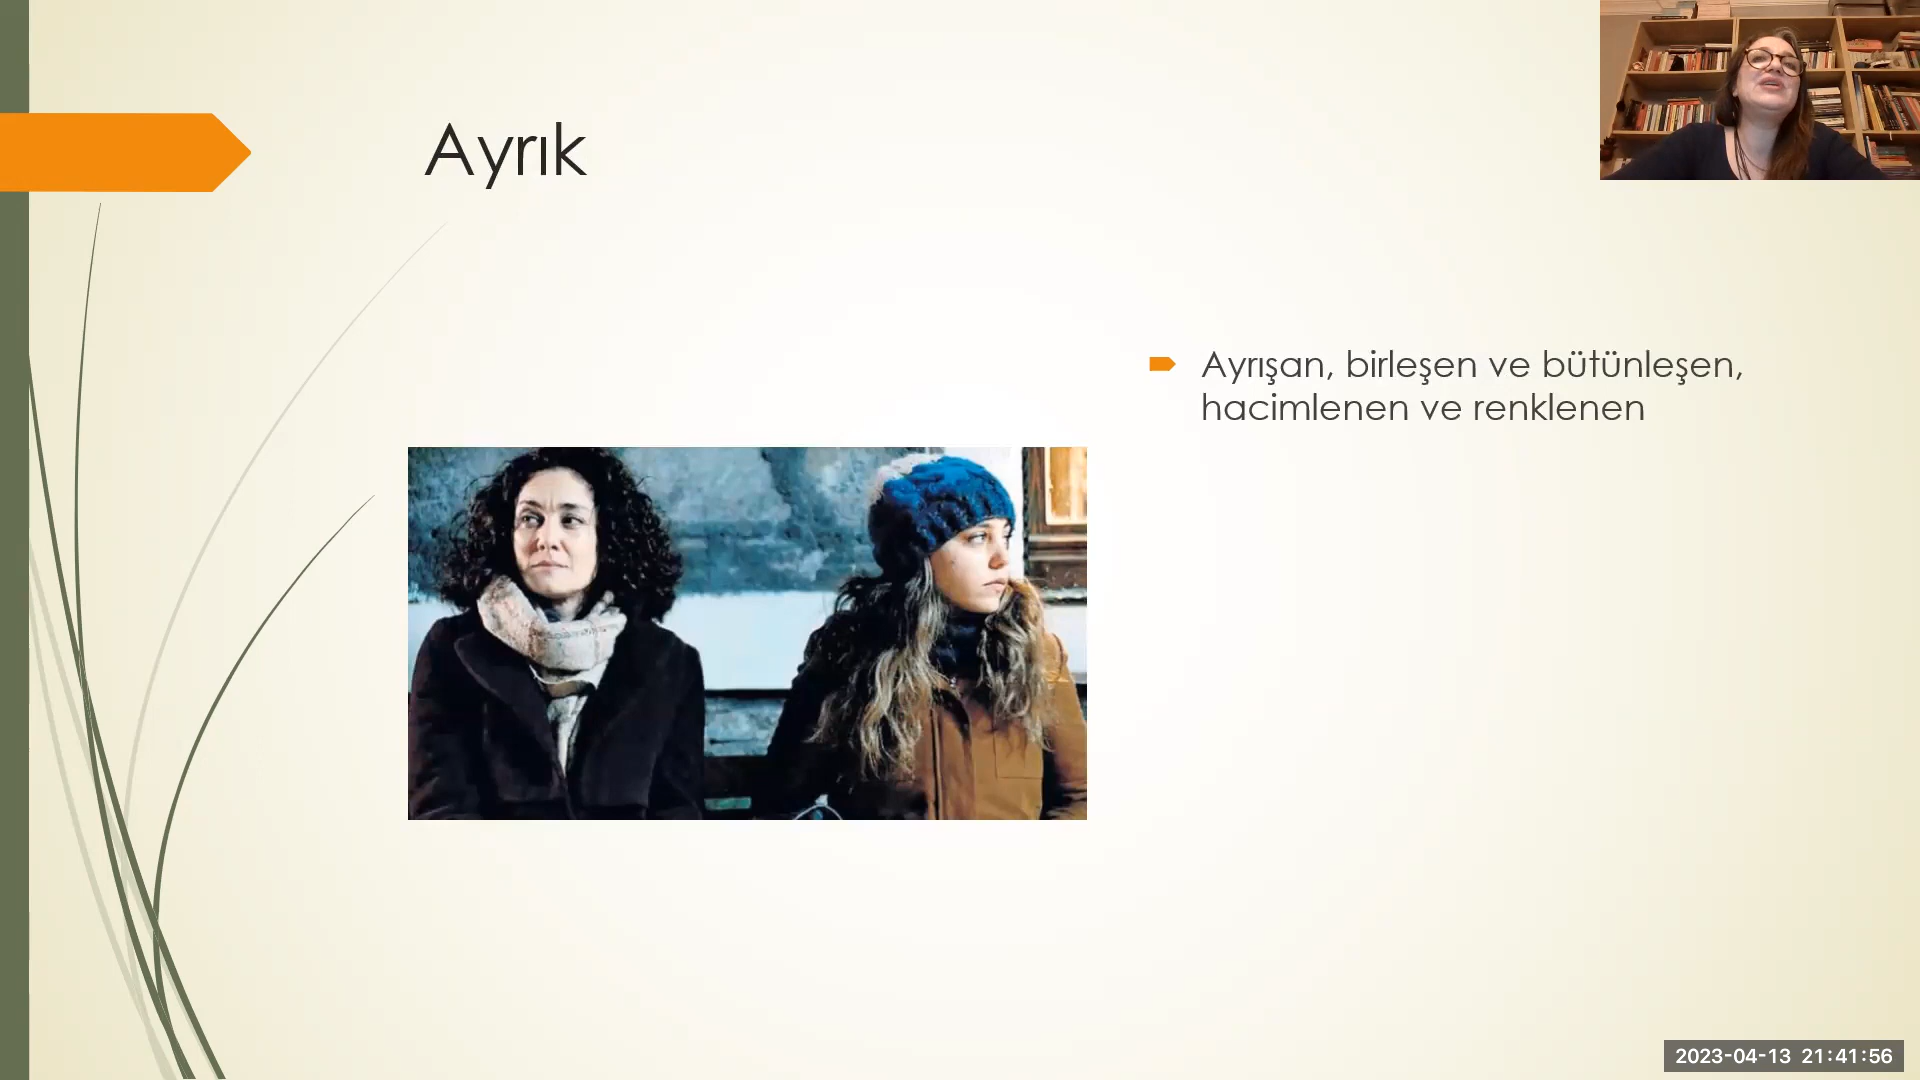 Ayrık
Ayrışan, birleşen ve bütünleşen,
hacimlenen ve renklenen
2023-04-13 21:41:56